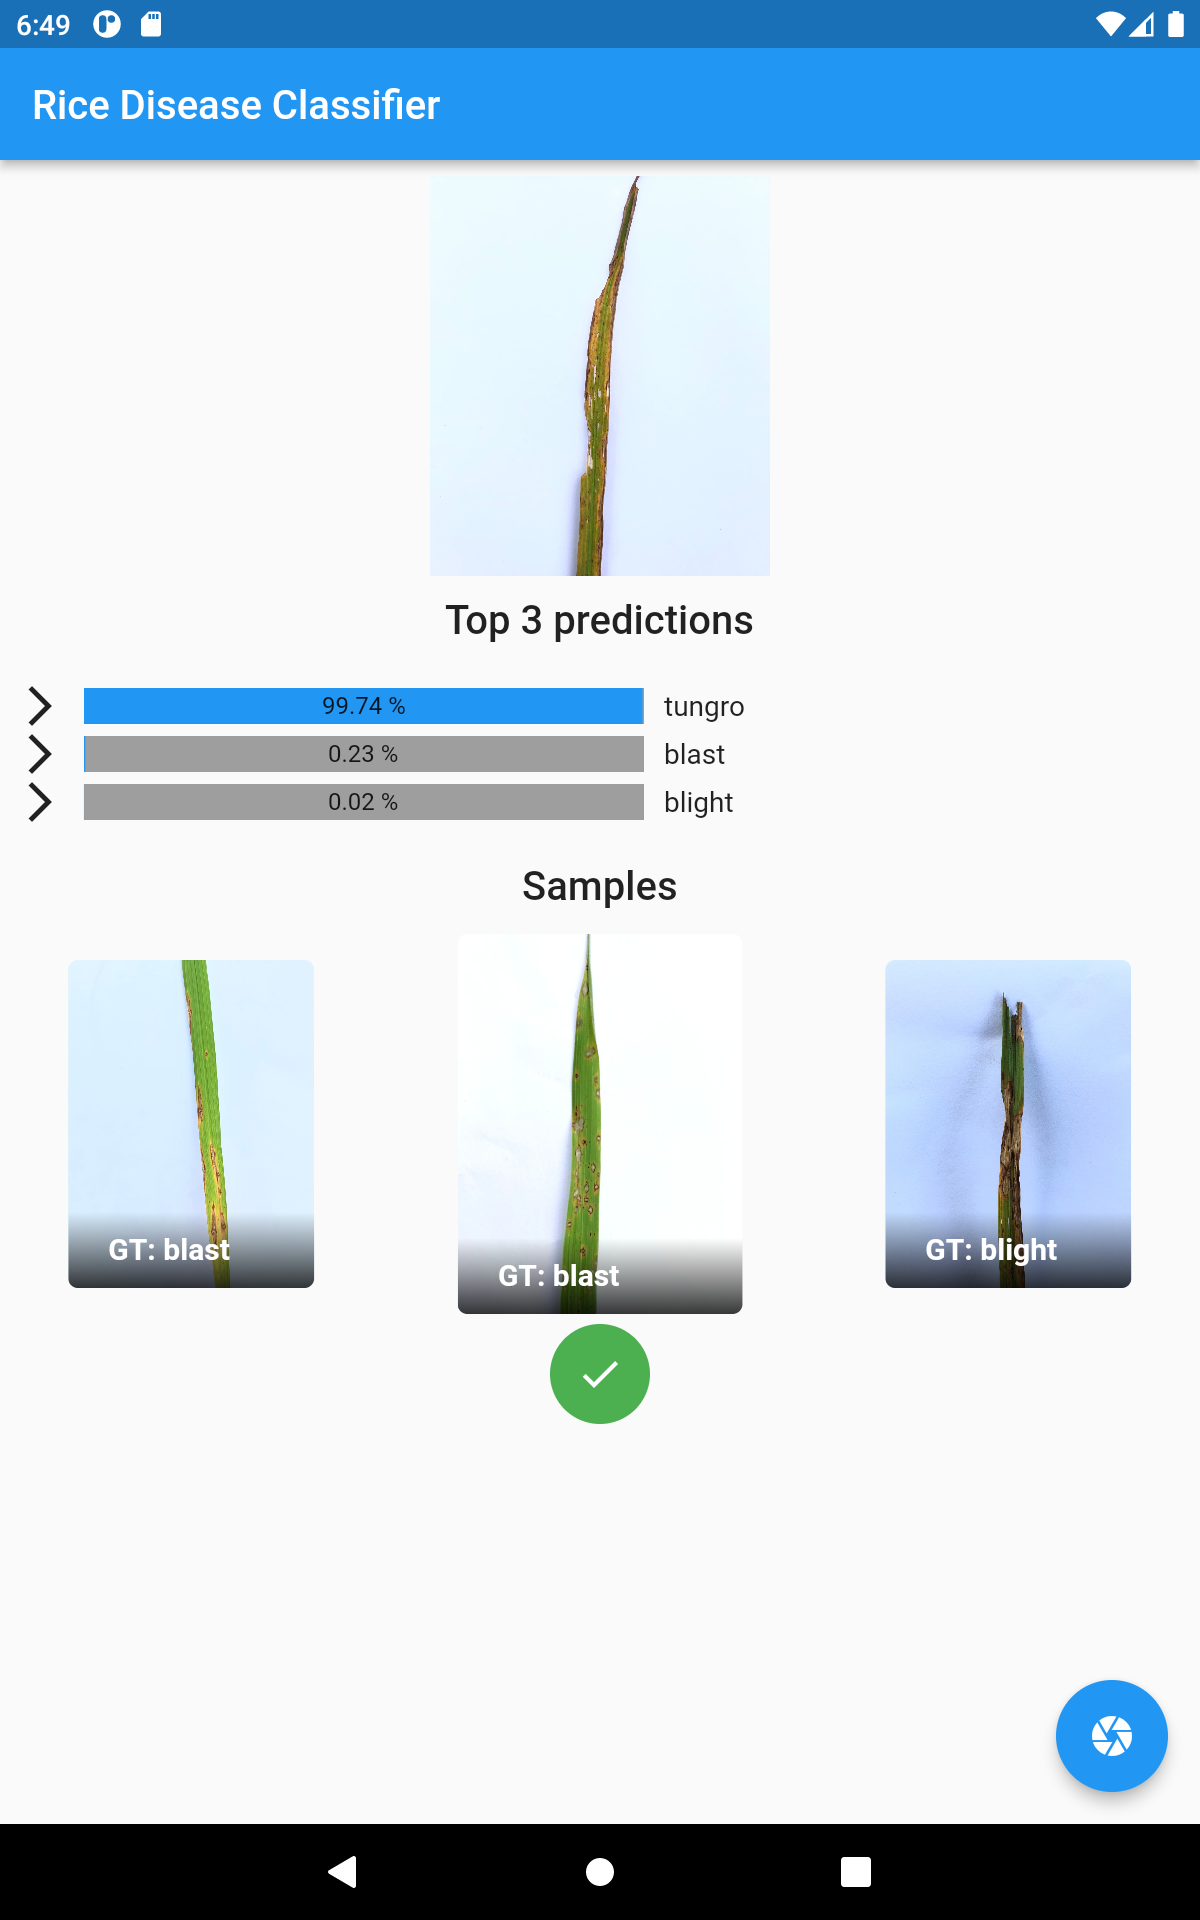 6:49
Rice Disease Classifier
Top 3 predictions
99.74 % tungro
0.23 % blast
0.02 % blight
Samples
GT: blast
GT: blast
GT: blight